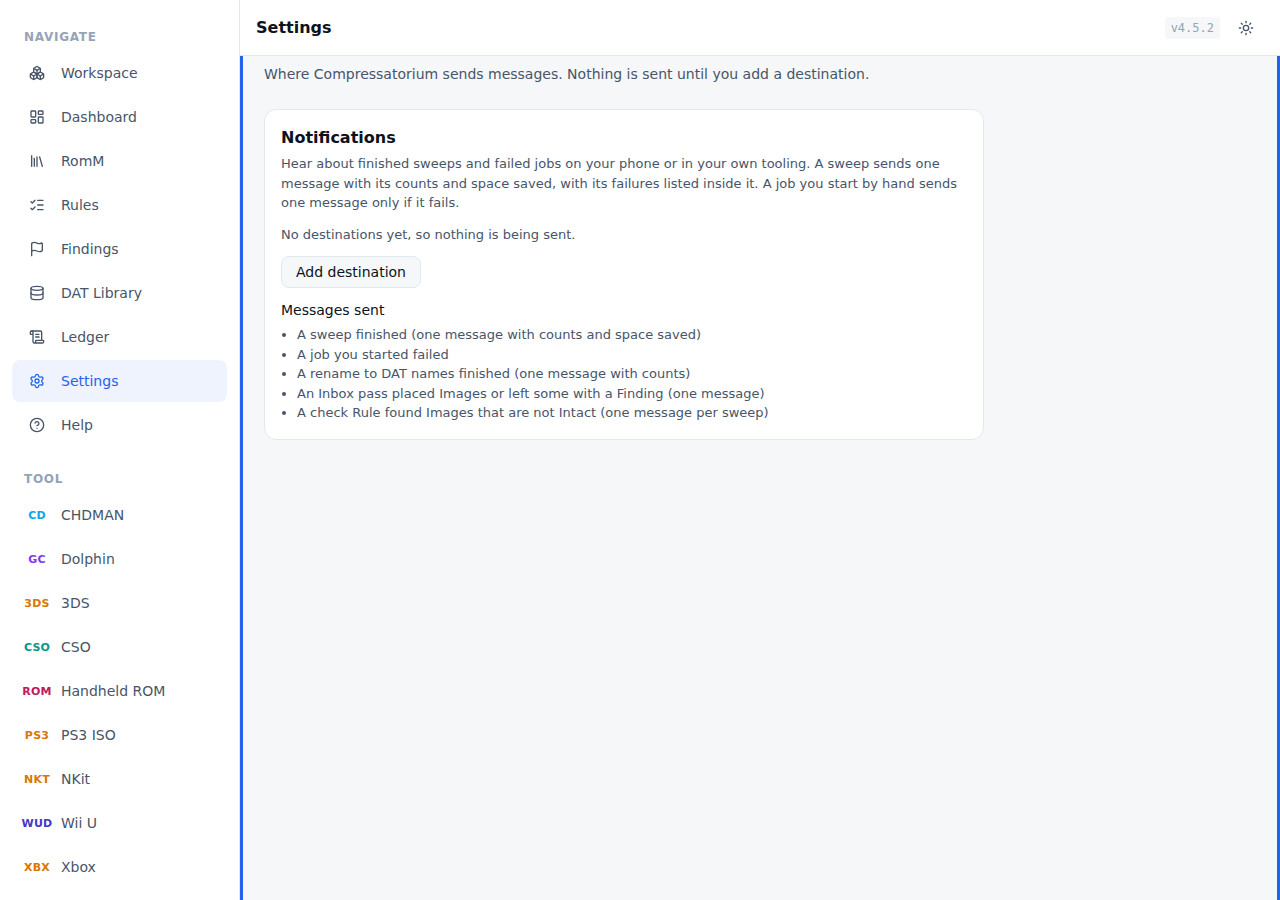 NAVIGATE
Workspace
Dashboard
RomM
Rules
Findings
DAT Library
Ledger
Settings
Help
TOOL
CD CHDMAN
GC Dolphin
3DS 3DS
CSO CSO
ROM Handheld ROM
PS3 PS3 ISO
NKT NKit
WUD Wii U
XBX Xbox
Settings
v4.5.2
Where Compressatorium sends messages. Nothing is sent until you add a destination.
Notifications
Hear about finished sweeps and failed jobs on your phone or in your own tooling. A sweep sends one
message with its counts and space saved, with its failures listed inside it. A job you start by hand sends
one message only if it fails.
No destinations yet, so nothing is being sent.
Add destination
Messages sent
• A sweep finished (one message with counts and space saved)
• A job you started failed
• A rename to DAT names finished (one message with counts)
• An Inbox pass placed Images or left some with a Finding (one message)
• A check Rule found Images that are not Intact (one message per sweep)